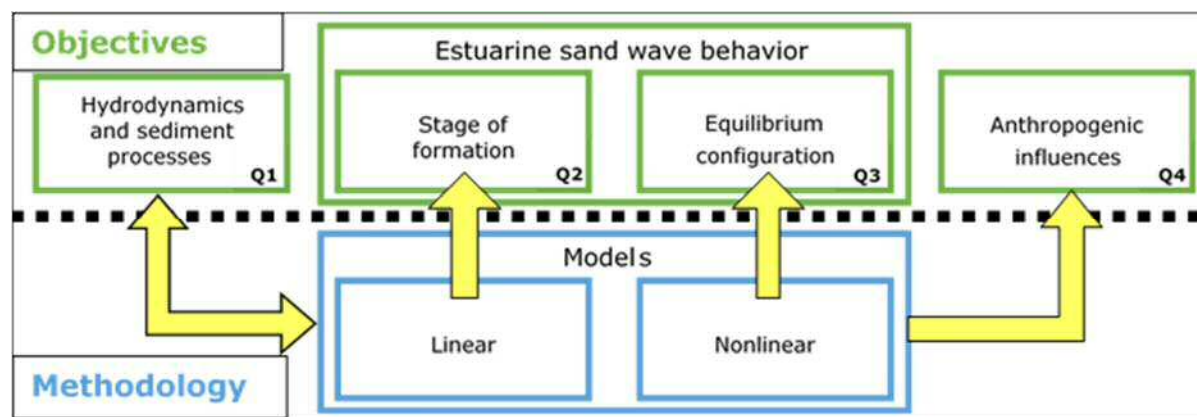 Objectives
Estuarine sand wave behavior
Hydrodynamics
and sediment
processes
Q1
Stage of
formation
Q2
Equilibrium
configuration
Q3
Anthropogenic
influences
Q4
Models
Linear
Nonlinear
Methodology